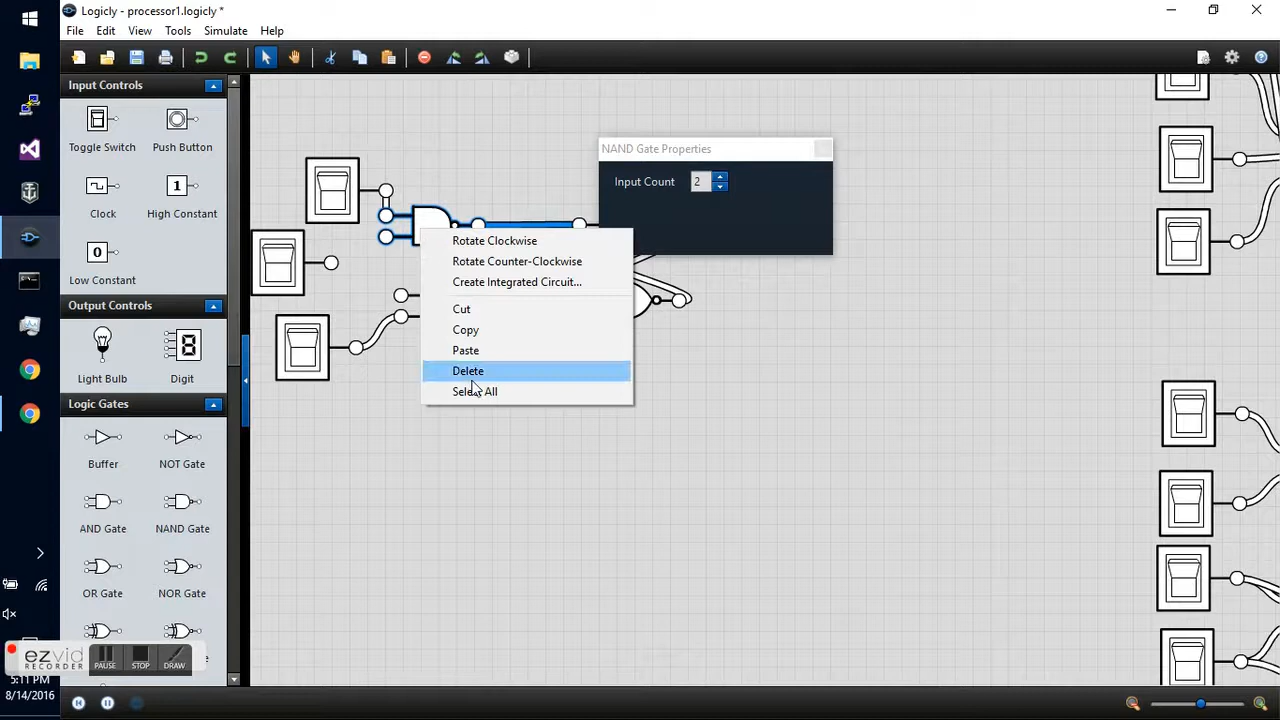 Logicly - processor1.logicly *
File Edit View Tools Simulate Help
Input Controls
Toggle Switch Push Button
Clock 1 High Constant
0
Low Constant
Output Controls
Light Bulb Digit
Logic Gates
Buffer NOT Gate
AND Gate NAND Gate
OR Gate NOR Gate
NAND Gate Properties
Input Count 2
Rotate Clockwise
Rotate Counter-Clockwise
Create Integrated Circuit...
Cut
Copy
Paste
Delete
Select All
ezvid
RECORDER
PAUSE STOP DRAW
5:11 PM
8/14/2016